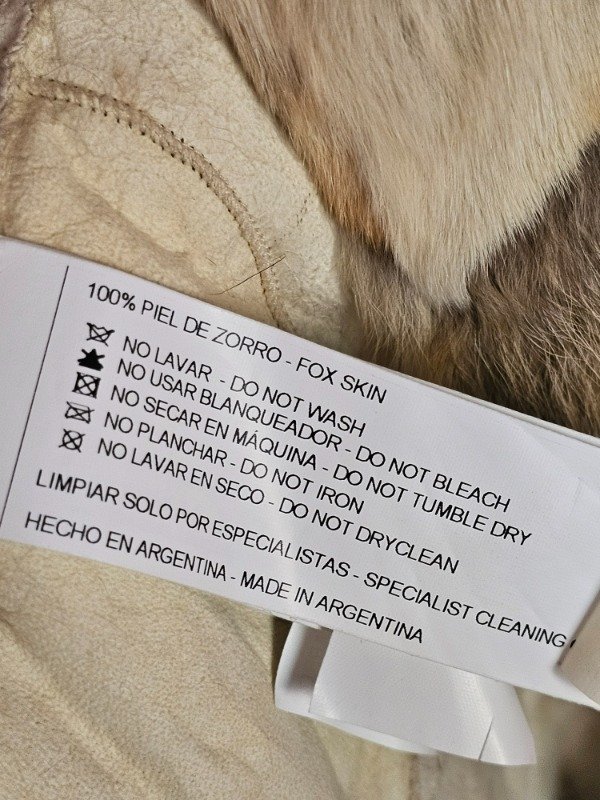 100% PIEL DE ZORRO - FOX SKIN
NO LAVAR - DO NOT WASH
NO USAR BLANQUEADOR - DO NOT BLEACH
NO SECAR EN MÁQUINA - DO NOT TUMBLE DRY
NO PLANCHAR - DO NOT IRON
NO LAVAR EN SECO - DO NOT DRYCLEAN
LIMPIAR SOLO POR ESPECIALISTAS - SPECIALIST CLEANING
HECHO EN ARGENTINA - MADE IN ARGENTINA